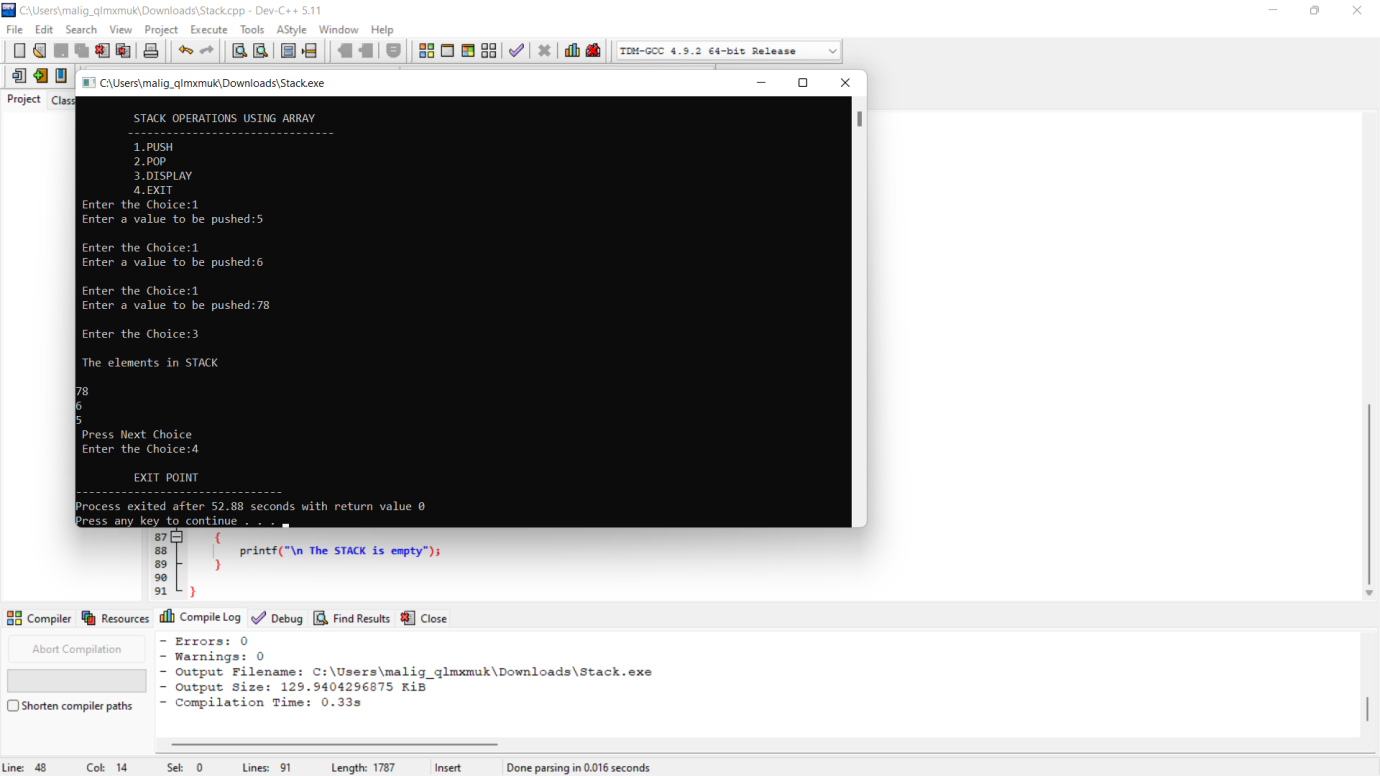 C:\Users\malig_qlmxmuk\Downloads\Stack.cpp - Dev-C++ 5.11
File Edit Search View Project Execute Tools AStyle Window Help
TDM-GCC 4.9.2 64-bit Release
Project Class
C:\Users\malig_qlmxmuk\Downloads\Stack.exe
STACK OPERATIONS USING ARRAY
--------------------------------
1.PUSH
2.POP
3.DISPLAY
4.EXIT
Enter the Choice:1
Enter a value to be pushed:5
Enter the Choice:1
Enter a value to be pushed:6
Enter the Choice:1
Enter a value to be pushed:78
Enter the Choice:3
The elements in STACK
78
6
5
Press Next Choice
Enter the Choice:4
EXIT POINT
--------------------------------
Process exited after 52.88 seconds with return value 0
Press any key to continue . . .
87 {
88 printf("\n The STACK is empty");
89 }
90
91 }
Compiler Resources Compile Log Debug Find Results Close
Abort Compilation
Shorten compiler paths
- Errors: 0
- Warnings: 0
- Output Filename: C:\Users\malig_qlmxmuk\Downloads\Stack.exe
- Output Size: 129.9404296875 KiB
- Compilation Time: 0.33s
Line: 48 Col: 14 Sel: 0 Lines: 91 Length: 1787 Insert Done parsing in 0.016 seconds